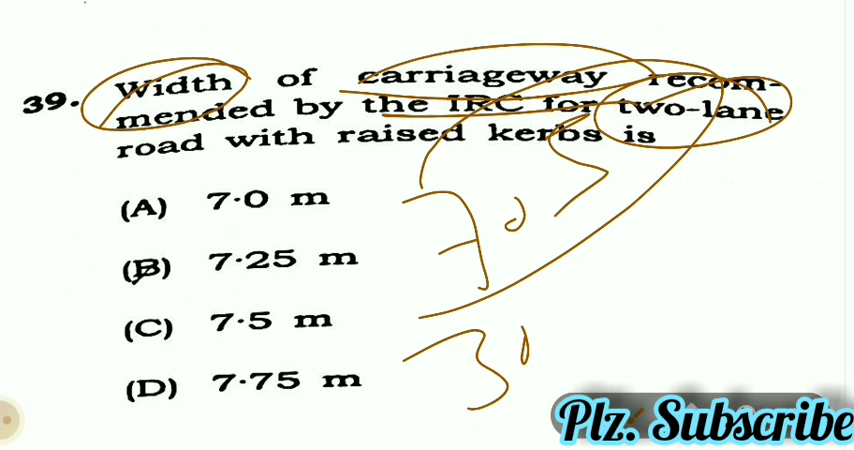 39. Width of carriageway recom-
mended by the IRC for two-lane
road with raised kerbs is
(A) 7·0 m
(B) 7·25 m
(C) 7·5 m
(D) 7·75 m
Plz. Subscribe